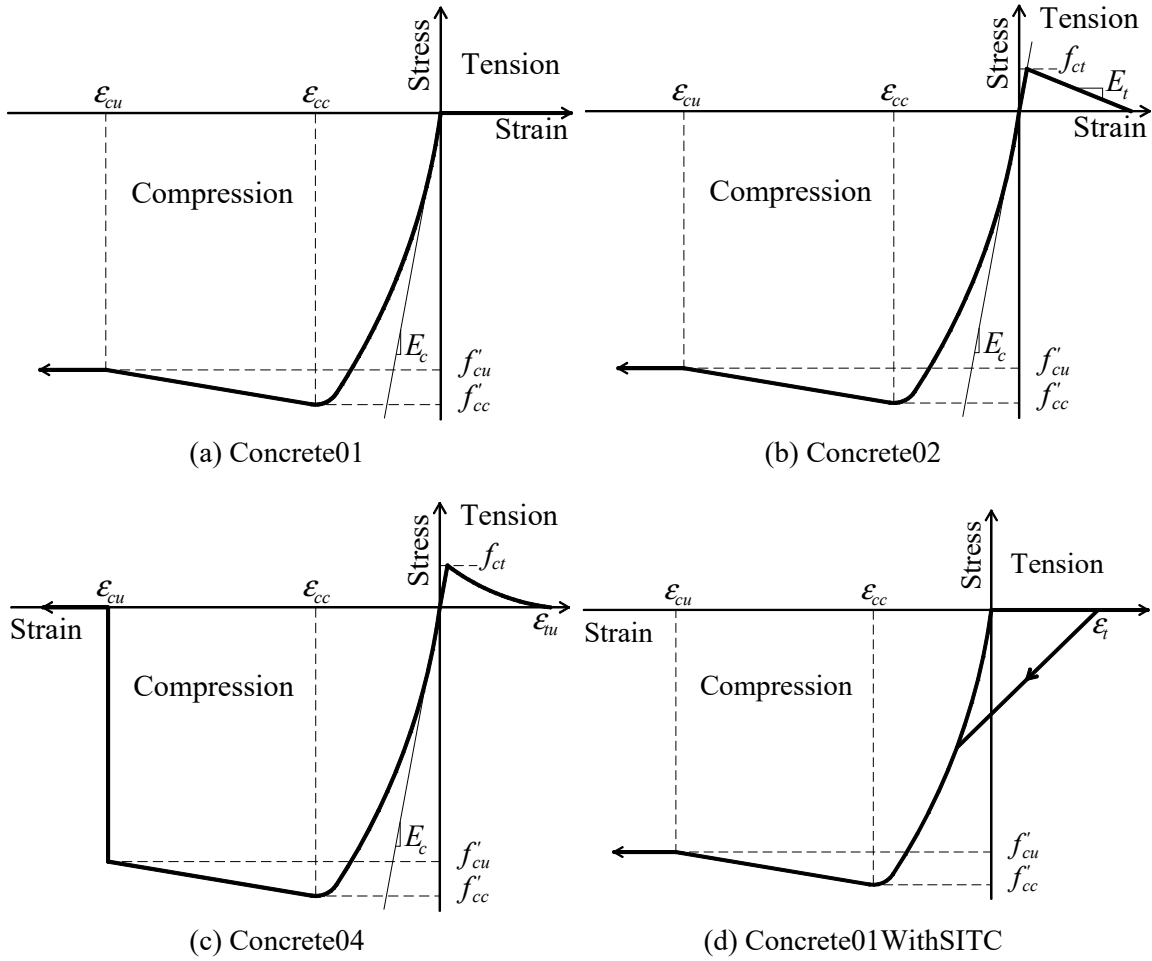 Stress
Tension
ε_cu
ε_cc
Strain
Compression
E_c
f'_cu
f'_cc
(a) Concrete01
Stress
Tension
f_ct
E_t
ε_cu
ε_cc
Strain
Compression
E_c
f'_cu
f'_cc
(b) Concrete02
Stress
Tension
f_ct
ε_cu
ε_cc
ε_tu
Strain
Compression
E_c
f'_cu
f'_cc
(c) Concrete04
Stress
Tension
ε_cu
ε_cc
ε_t
Strain
Compression
f'_cu
f'_cc
(d) Concrete01WithSITC